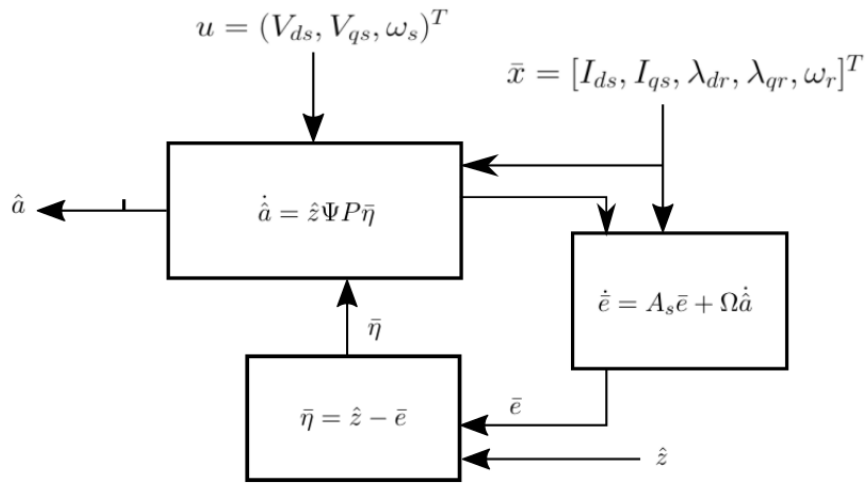 u = (V_{ds}, V_{qs}, ω_s)^T
x̄ = [I_{ds}, I_{qs}, λ_{dr}, λ_{qr}, ω_r]^T
â
\dot{â} = ẑΨPη̄
\dot{ē} = A_s ē + Ω\dot{â}
η̄
η̄ = ẑ − ē
ē
ẑ